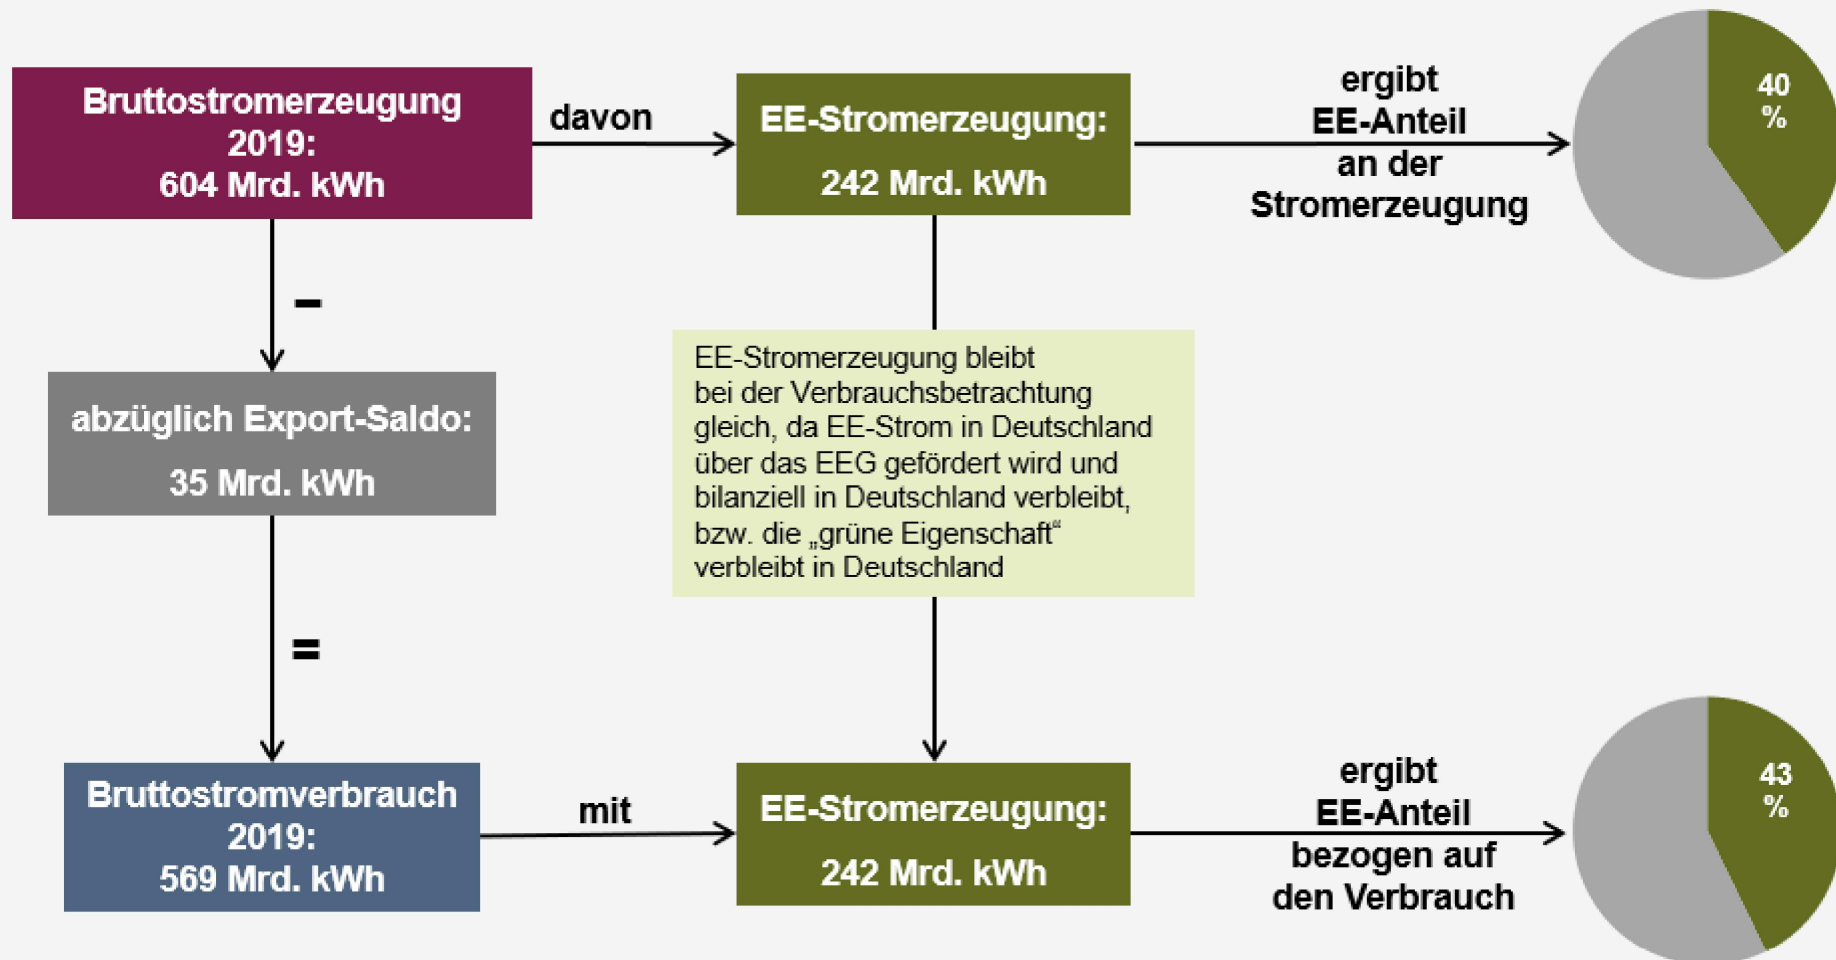 Bruttostromerzeugung
2019:
604 Mrd. kWh
davon
EE-Stromerzeugung:
242 Mrd. kWh
ergibt
EE-Anteil
an der
Stromerzeugung
40
%
–
abzüglich Export-Saldo:
35 Mrd. kWh
EE-Stromerzeugung bleibt
bei der Verbrauchsbetrachtung
gleich, da EE-Strom in Deutschland
über das EEG gefördert wird und
bilanziell in Deutschland verbleibt,
bzw. die „grüne Eigenschaft“
verbleibt in Deutschland
=
Bruttostromverbrauch
2019:
569 Mrd. kWh
mit
EE-Stromerzeugung:
242 Mrd. kWh
ergibt
EE-Anteil
bezogen auf
den Verbrauch
43
%